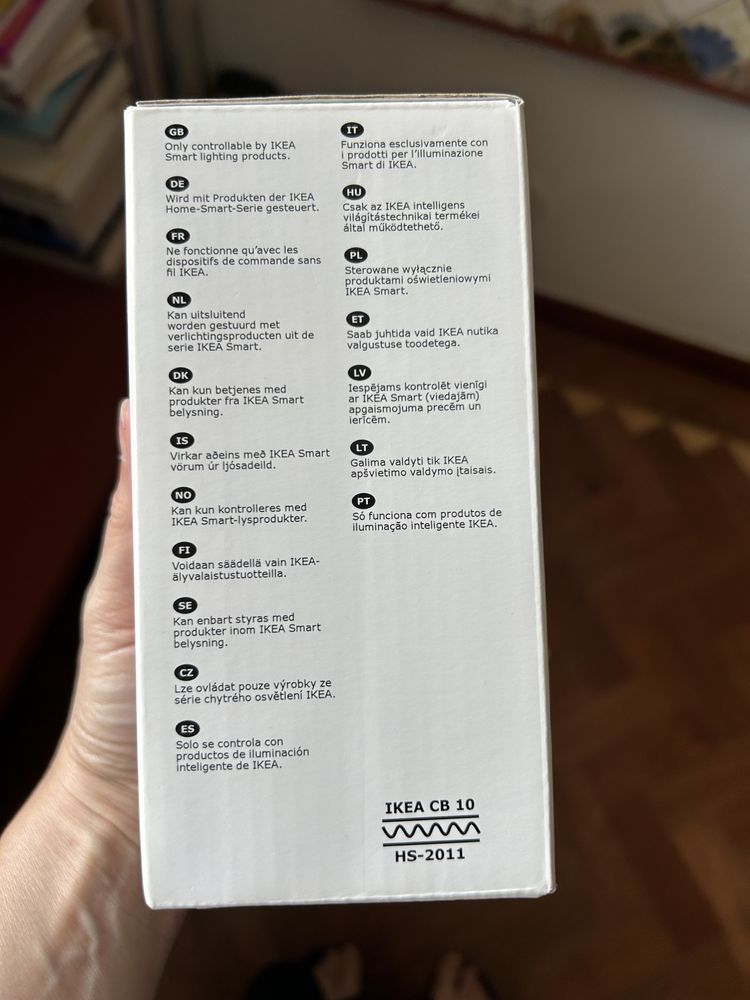 GB
Only controllable by IKEA
Smart lighting products.
DE
Wird mit Produkten der IKEA
Home-Smart-Serie gesteuert.
FR
Ne fonctionne qu'avec les
dispositifs de commande sans
fil IKEA.
NL
Kan uitsluitend
worden gestuurd met
verlichtingsproducten uit de
serie IKEA Smart.
DK
Kan kun betjenes med
produkter fra IKEA Smart
belysning.
IS
Virkar aðeins með IKEA Smart
vörum úr ljósadeild.
NO
Kan kun kontrolleres med
IKEA Smart-lysprodukter.
FI
Voidaan säädellä vain IKEA-
älyvalaistustuotteilla.
SE
Kan enbart styras med
produkter inom IKEA Smart
belysning.
CZ
Lze ovládat pouze výrobky ze
série chytrého osvětlení IKEA.
ES
Solo se controla con
productos de iluminación
inteligente de IKEA.
IT
Funziona esclusivamente con
i prodotti per l'illuminazione
Smart di IKEA.
HU
Csak az IKEA intelligens
világítástechnikai termékei
által működtethető.
PL
Sterowane wyłącznie
produktami oświetleniowymi
IKEA Smart.
ET
Saab juhtida vaid IKEA nutika
valgustuse toodetega.
LV
Iespējams kontrolēt vienīgi
ar IKEA Smart (viedajām)
apgaismojuma precēm un
ierīcēm.
LT
Galima valdyti tik IKEA
apšvietimo valdymo įtaisais.
PT
Só funciona com produtos de
iluminação inteligente IKEA.
IKEA CB 10
HS-2011